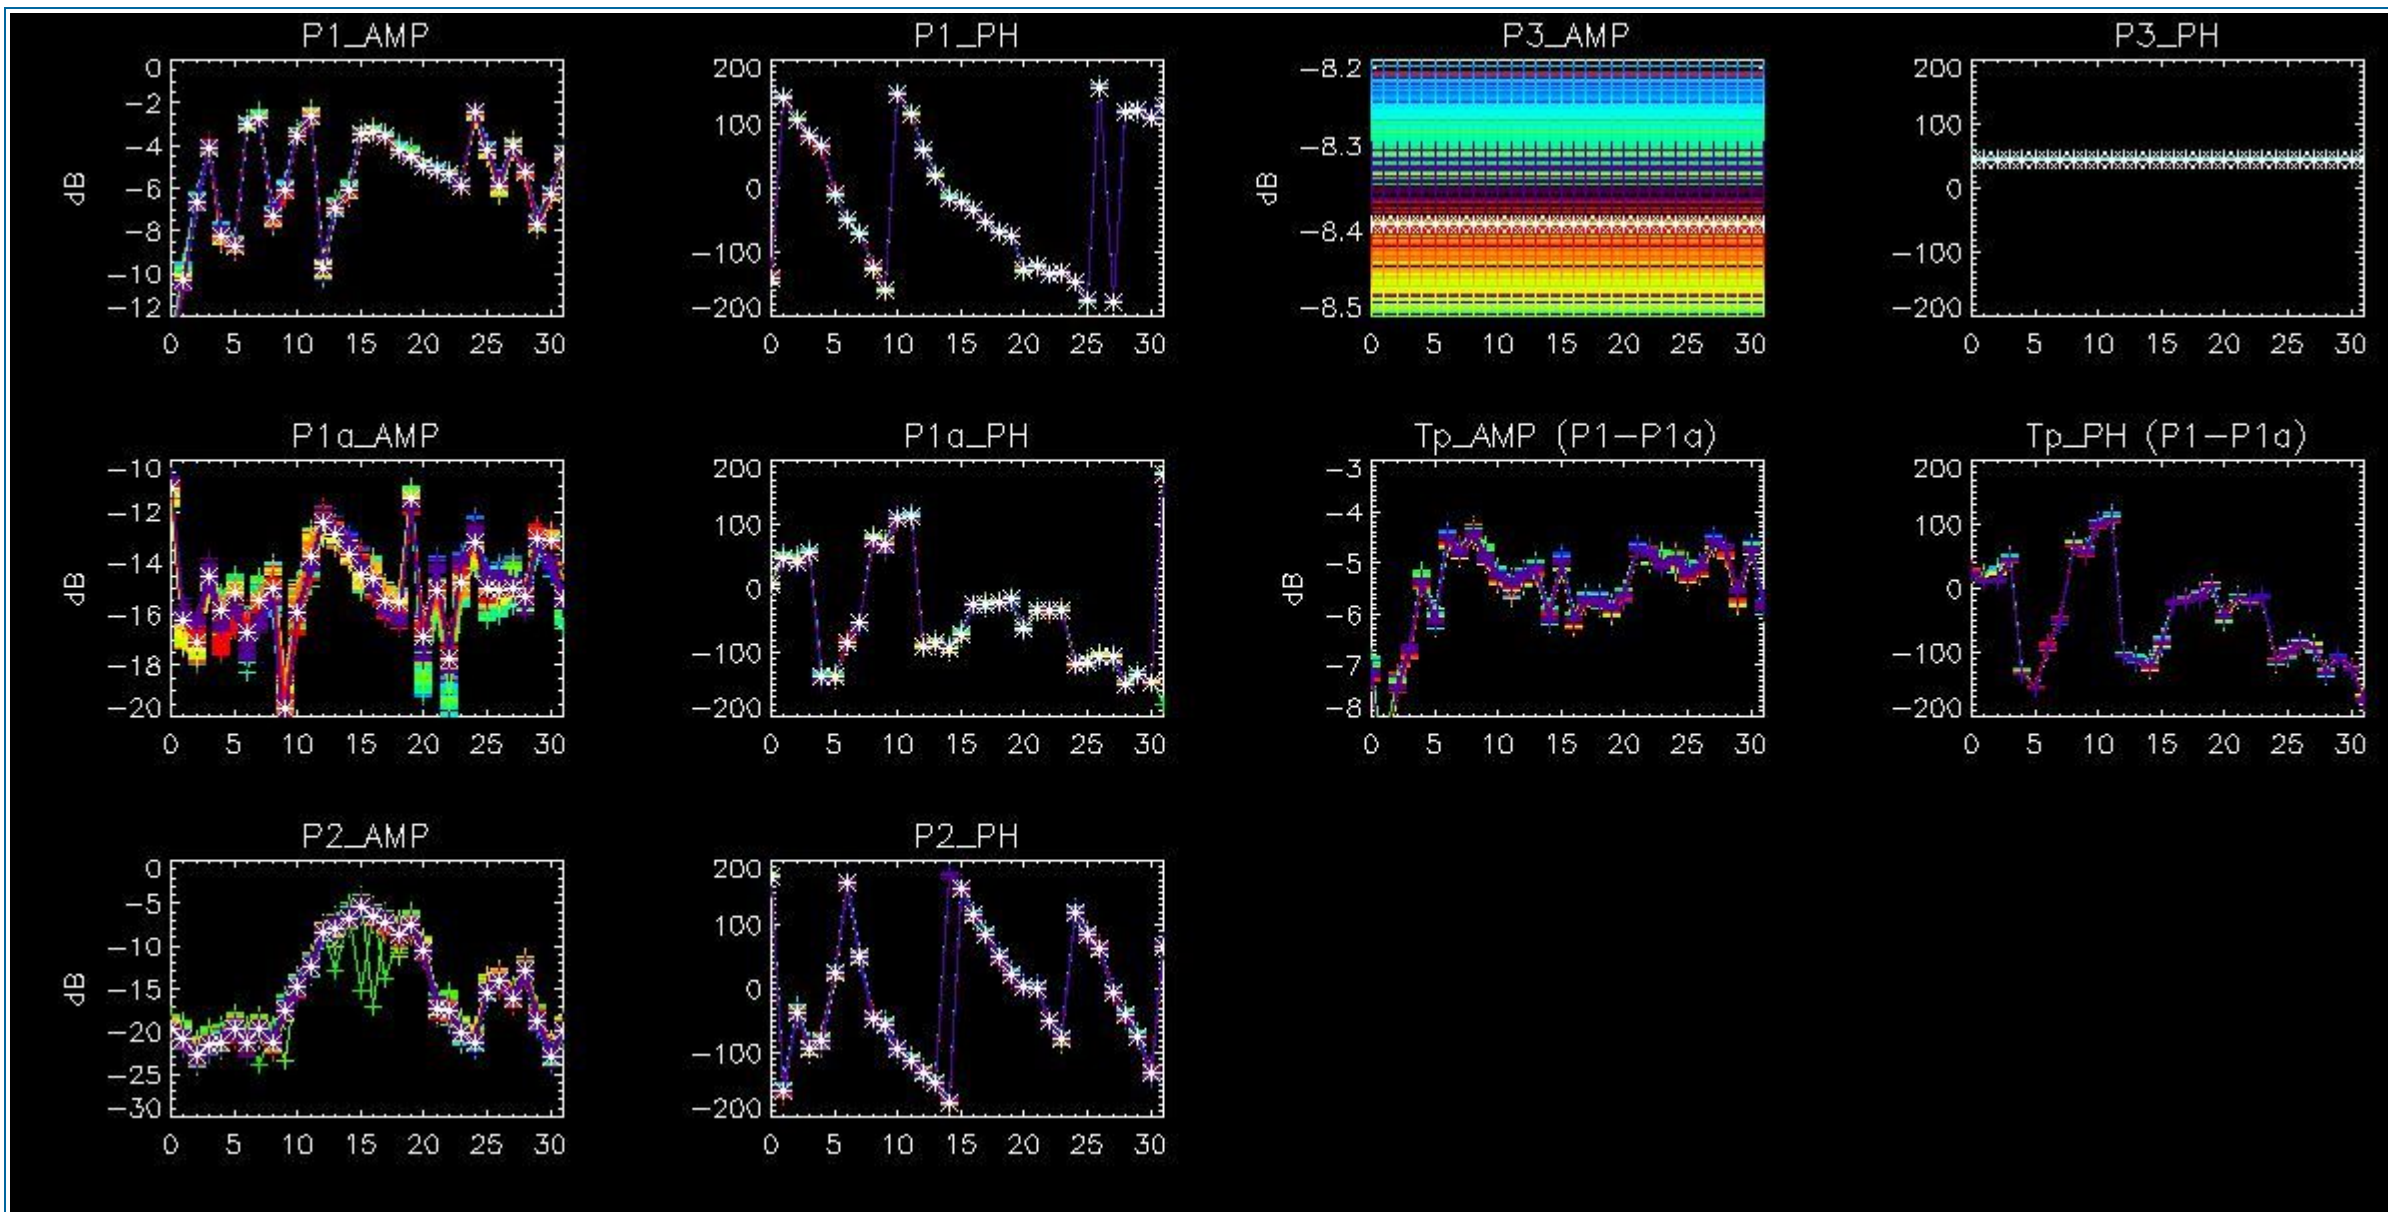 P1_AMP
0
−2
−4
−6
−8
−10
−12
dB
0 5 10 15 20 25 30
P1_PH
200
100
0
−100
−200
0 5 10 15 20 25 30
P3_AMP
−8.2
−8.3
−8.4
−8.5
dB
0 5 10 15 20 25 30
P3_PH
200
100
0
−100
−200
0 5 10 15 20 25 30
P1a_AMP
−10
−12
−14
−16
−18
−20
dB
0 5 10 15 20 25 30
P1a_PH
200
100
0
−100
−200
0 5 10 15 20 25 30
Tp_AMP (P1−P1a)
−3
−4
−5
−6
−7
−8
dB
0 5 10 15 20 25 30
Tp_PH (P1−P1a)
200
100
0
−100
−200
0 5 10 15 20 25 30
P2_AMP
0
−5
−10
−15
−20
−25
−30
dB
0 5 10 15 20 25 30
P2_PH
200
100
0
−100
−200
0 5 10 15 20 25 30